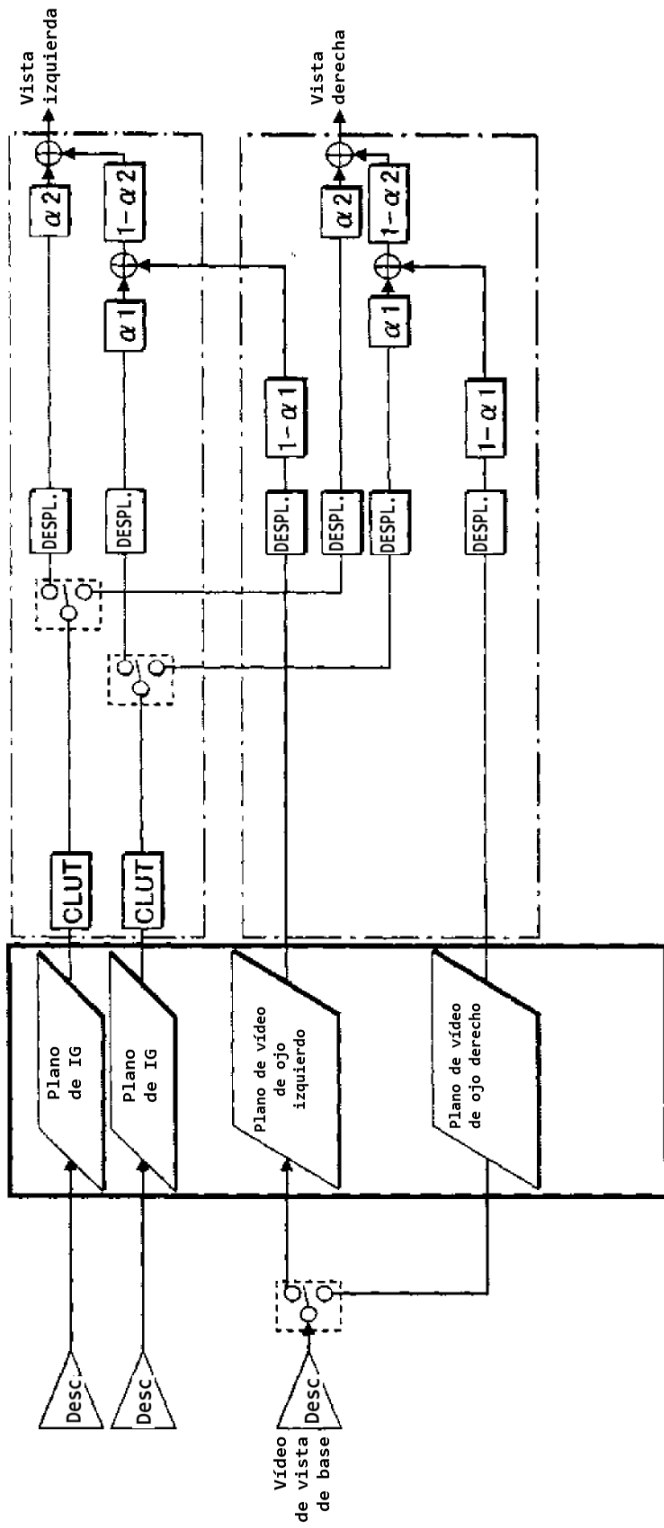 Desc.
Plano
de IG
CLUT
DESPL.
α2
Vista
izquierda
Desc
Plano
de IG
CLUT
DESPL.
α1
1-α2
Vídeo
de vista
de base
Desc
Plano de vídeo
de ojo
izquierdo
DESPL.
1-α1
DESPL.
α2
Vista
derecha
DESPL.
α1
1-α2
Plano de vídeo
de ojo derecho
DESPL.
1-α1